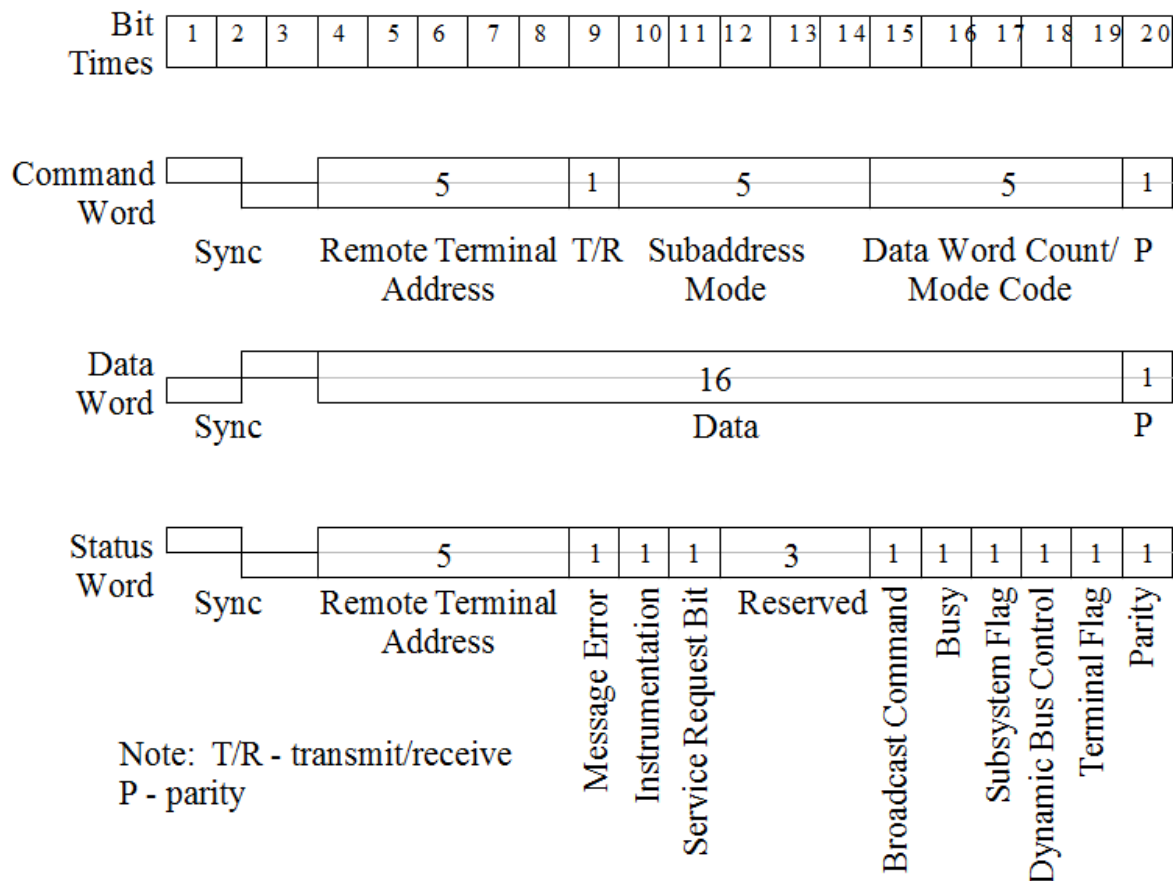 Bit
Times
1 2 3 4 5 6 7 8 9 10 11 12 13 14 15 16 17 18 19 20
Command
Word
5 1 5 5 1
Sync
Remote Terminal
Address
T/R
Subaddress
Mode
Data Word Count/
Mode Code
P
Data
Word
16 1
Sync
Data
P
Status
Word
5 1 1 1 3 1 1 1 1 1 1
Sync
Remote Terminal
Address
Message Error
Instrumentation
Service Request Bit
Reserved
Broadcast Command
Busy
Subsystem Flag
Dynamic Bus Control
Terminal Flag
Parity
Note: T/R - transmit/receive
P - parity